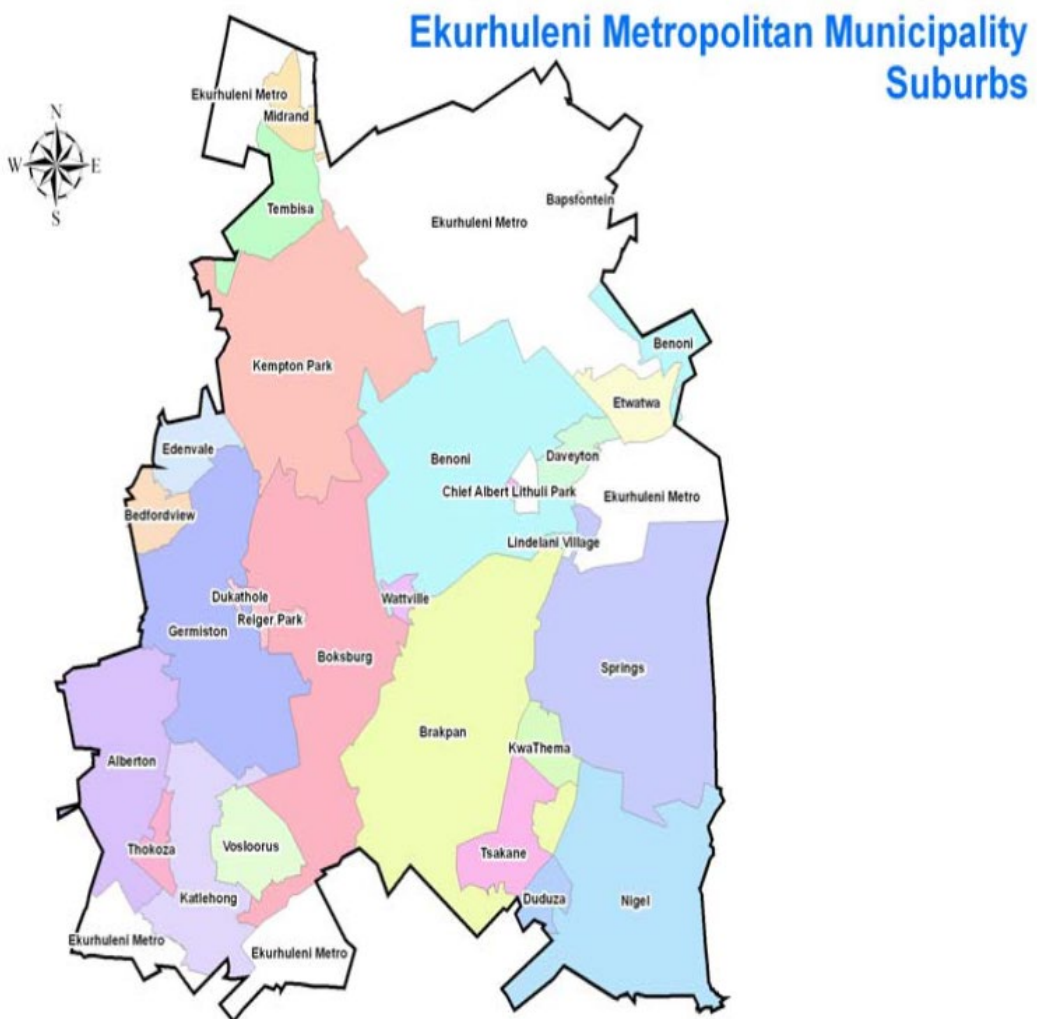 Ekurhuleni Metropolitan Municipality
Suburbs
N
W
E
S
Ekurhuleni Metro
Midrand
Tembisa
Bapsfontein
Ekurhuleni Metro
Benoni
Kempton Park
Etwatwa
Edenvale
Benoni
Daveyton
Chief Albert Lithuli Park
Ekurhuleni Metro
Bedfordview
Lindelani Village
Dukathole
Wattville
Reiger Park
Germiston
Boksburg
Springs
Brakpan
KwaThema
Alberton
Thokoza
Vosloorus
Tsakane
Katlehong
Duduza
Nigel
Ekurhuleni Metro
Ekurhuleni Metro